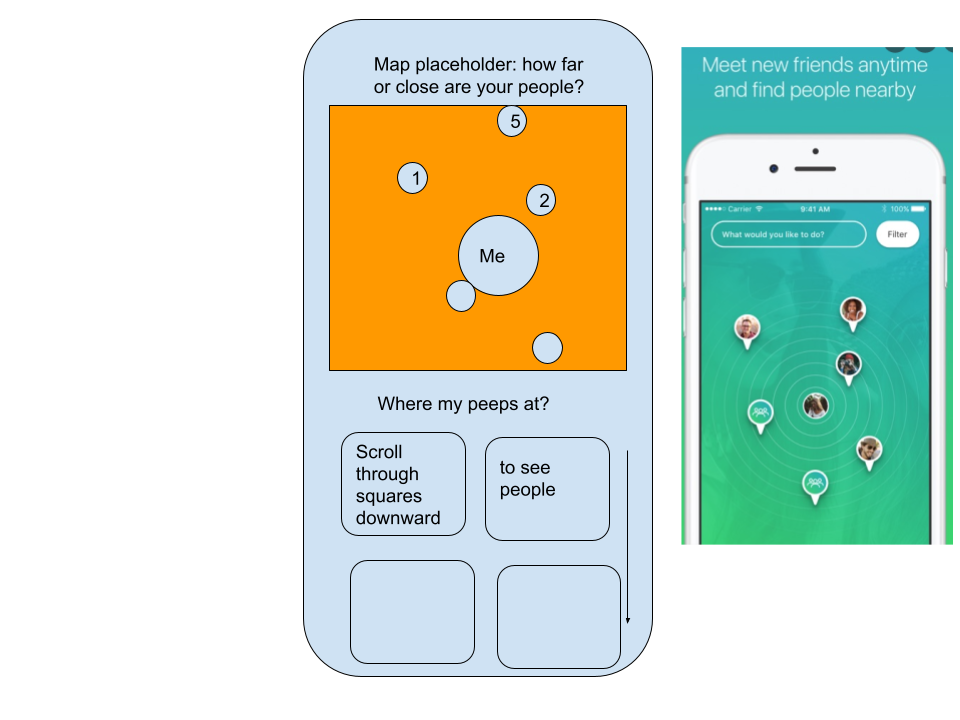 Map placeholder: how far
or close are your people?
5
1
2
Me
Where my peeps at?
Scroll
through
squares
downward
to see
people
Meet new friends anytime
and find people nearby
Carrier 9:41 AM 100%
What would you like to do? Filter